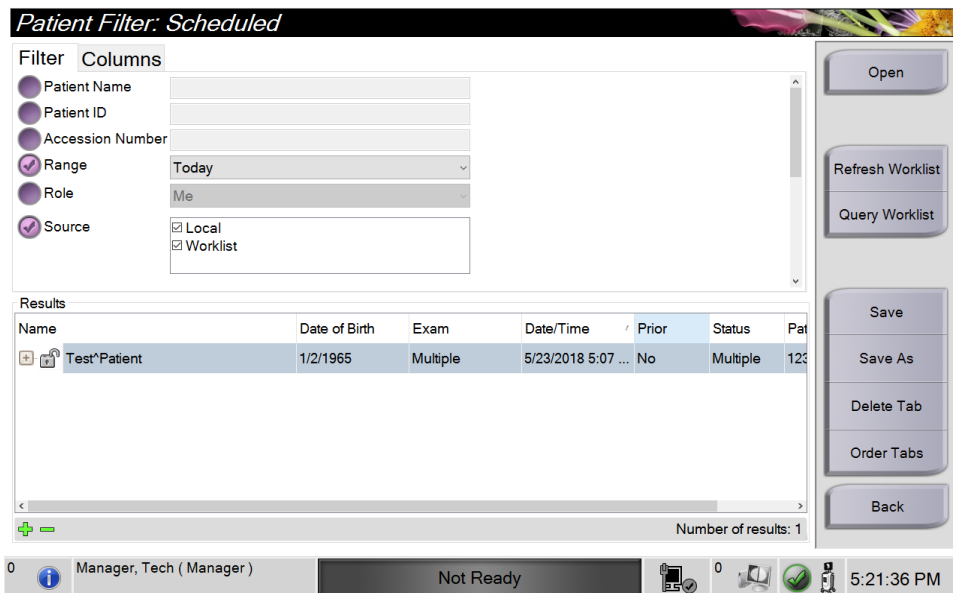 Patient Filter: Scheduled
Filter Columns
Open
Patient Name
Patient ID
Accession Number
Range Today
Refresh Worklist
Role Me
Query Worklist
Source Local
Worklist
Results
Save
Name Date of Birth Exam Date/Time Prior Status Pat
Test^Patient 1/2/1965 Multiple 5/23/2018 5:07 ... No Multiple 123
Save As
Delete Tab
Order Tabs
Back
Number of results: 1
0 Manager, Tech ( Manager ) Not Ready 0 5:21:36 PM